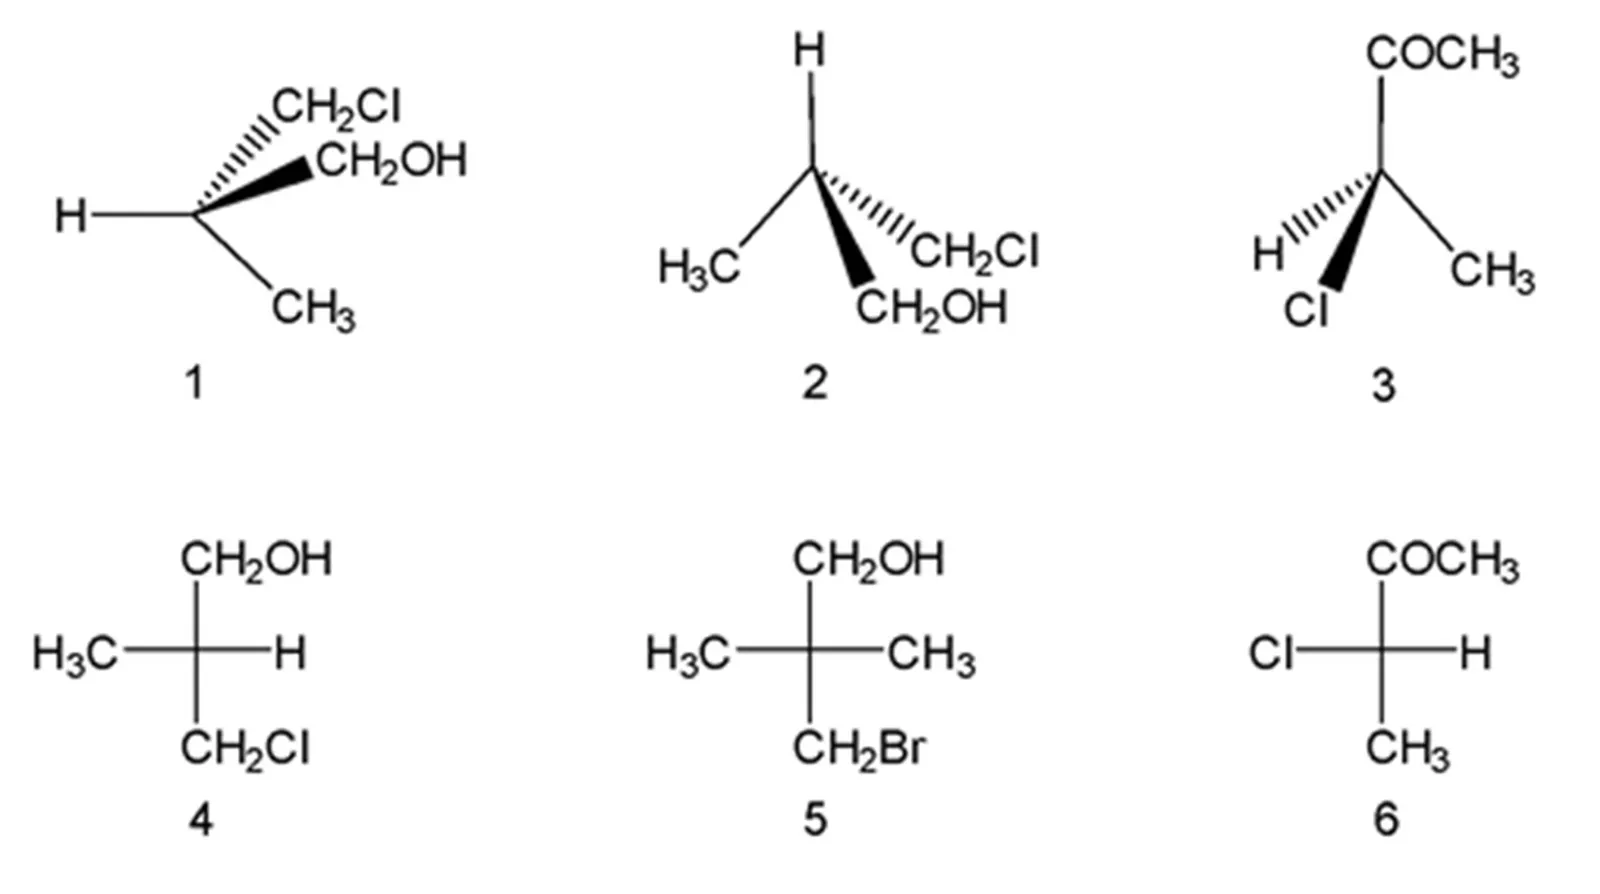 H CH₂Cl CH₂OH CH₃
1
H H₃C CH₂Cl CH₂OH
2
COCH₃ H Cl CH₃
3
CH₂OH
H₃C H
CH₂Cl
4
CH₂OH
H₃C CH₃
CH₂Br
5
COCH₃
Cl H
CH₃
6